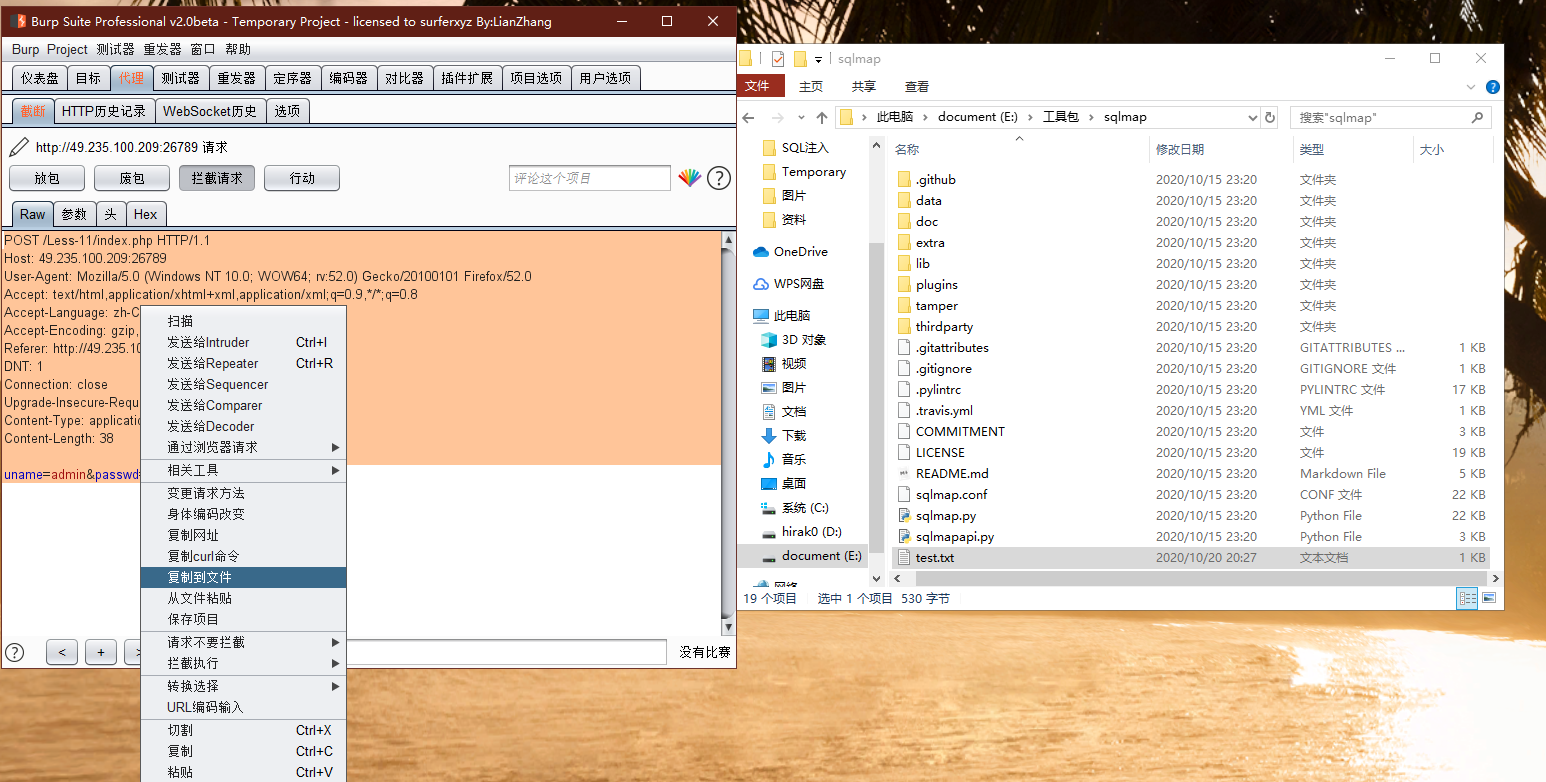 Burp Suite Professional v2.0beta - Temporary Project - licensed to surferxyz By:LianZhang
Burp Project 测试器 重发器 窗口 帮助
仪表盘 目标 代理 测试器 重发器 定序器 编码器 对比器 插件扩展 项目选项 用户选项
截断 HTTP历史记录 WebSocket历史 选项
http://49.235.100.209:26789 请求
放包 废包 拦截请求 行动 评论这个项目 ?
Raw 参数 头 Hex
POST /Less-11/index.php HTTP/1.1
Host: 49.235.100.209:26789
User-Agent: Mozilla/5.0 (Windows NT 10.0; WOW64; rv:52.0) Gecko/20100101 Firefox/52.0
Accept: text/html,application/xhtml+xml,application/xml;q=0.9,*/*;q=0.8
Accept-Language: zh-C
Accept-Encoding: gzip,
Referer: http://49.235.10
DNT: 1
Connection: close
Upgrade-Insecure-Requ
Content-Type: applicatio
Content-Length: 38
uname=admin&passwd=
扫描
发送给Intruder Ctrl+I
发送给Repeater Ctrl+R
发送给Sequencer
发送给Comparer
发送给Decoder
通过浏览器请求
相关工具
变更请求方法
身体编码改变
复制网址
复制curl命令
复制到文件
从文件粘贴
保存项目
请求不要拦截
拦截执行
转换选择
URL编码输入
切割 Ctrl+X
复制 Ctrl+C
粘贴 Ctrl+V
? < + > 没有比赛
sqlmap
文件 主页 共享 查看 ?
此电脑 document (E:) 工具包 sqlmap 搜索"sqlmap"
SQL注入
Temporary
图片
资料
OneDrive
WPS网盘
此电脑
3D 对象
视频
图片
文档
下载
音乐
桌面
系统 (C:)
hirak0 (D:)
document (E:)
网络
名称 修改日期 类型 大小
.github 2020/10/15 23:20 文件夹
data 2020/10/15 23:20 文件夹
doc 2020/10/15 23:20 文件夹
extra 2020/10/15 23:20 文件夹
lib 2020/10/15 23:20 文件夹
plugins 2020/10/15 23:20 文件夹
tamper 2020/10/15 23:20 文件夹
thirdparty 2020/10/15 23:20 文件夹
.gitattributes 2020/10/15 23:20 GITATTRIBUTES ... 1 KB
.gitignore 2020/10/15 23:20 GITIGNORE 文件 1 KB
.pylintrc 2020/10/15 23:20 PYLINTRC 文件 17 KB
.travis.yml 2020/10/15 23:20 YML 文件 1 KB
COMMITMENT 2020/10/15 23:20 文件 3 KB
LICENSE 2020/10/15 23:20 文件 19 KB
README.md 2020/10/15 23:20 Markdown File 5 KB
sqlmap.conf 2020/10/15 23:20 CONF 文件 22 KB
sqlmap.py 2020/10/15 23:20 Python File 22 KB
sqlmapapi.py 2020/10/15 23:20 Python File 3 KB
test.txt 2020/10/20 20:27 文本文档 1 KB
19 个项目 选中 1 个项目 530 字节